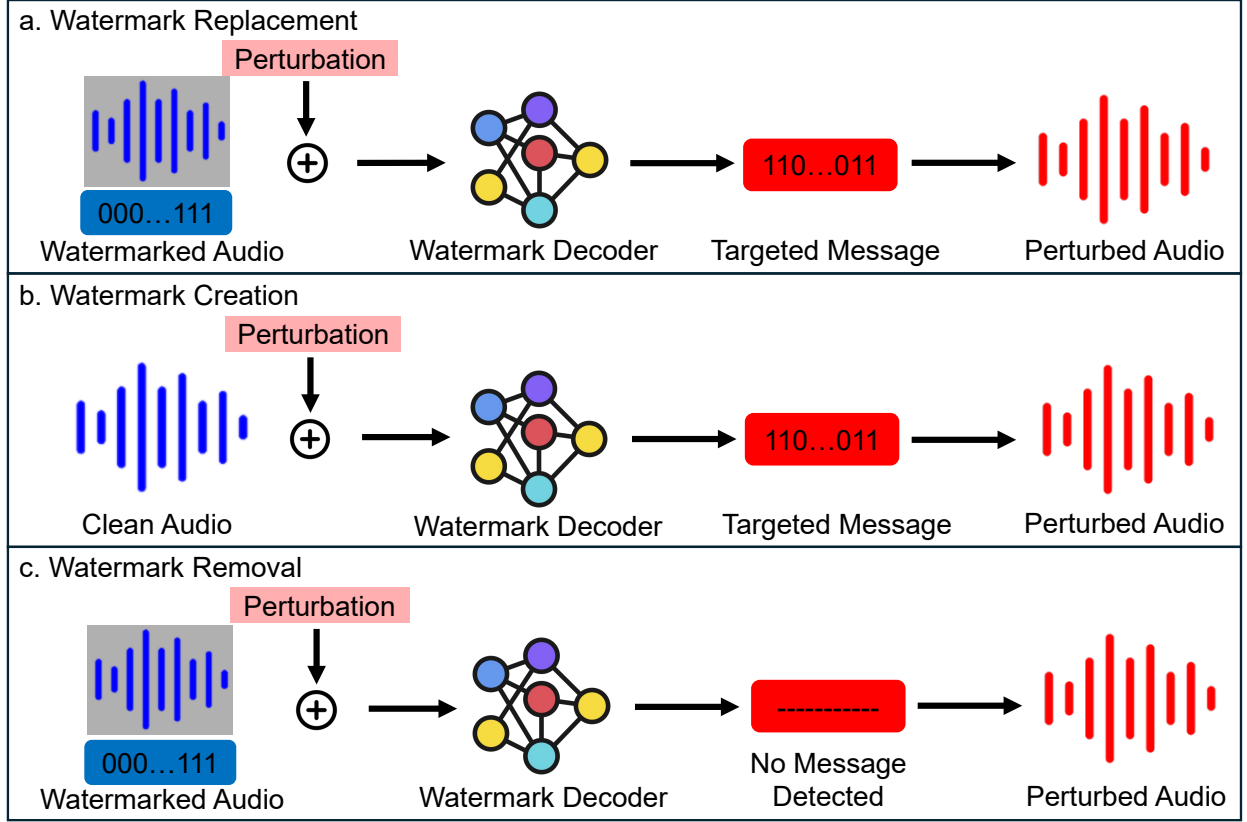 a. Watermark Replacement
Perturbation
000...111
110...011
Watermarked Audio
Watermark Decoder
Targeted Message
Perturbed Audio
b. Watermark Creation
Perturbation
110...011
Clean Audio
Watermark Decoder
Targeted Message
Perturbed Audio
c. Watermark Removal
Perturbation
-----------
000...111
Watermarked Audio
Watermark Decoder
No Message
Detected
Perturbed Audio